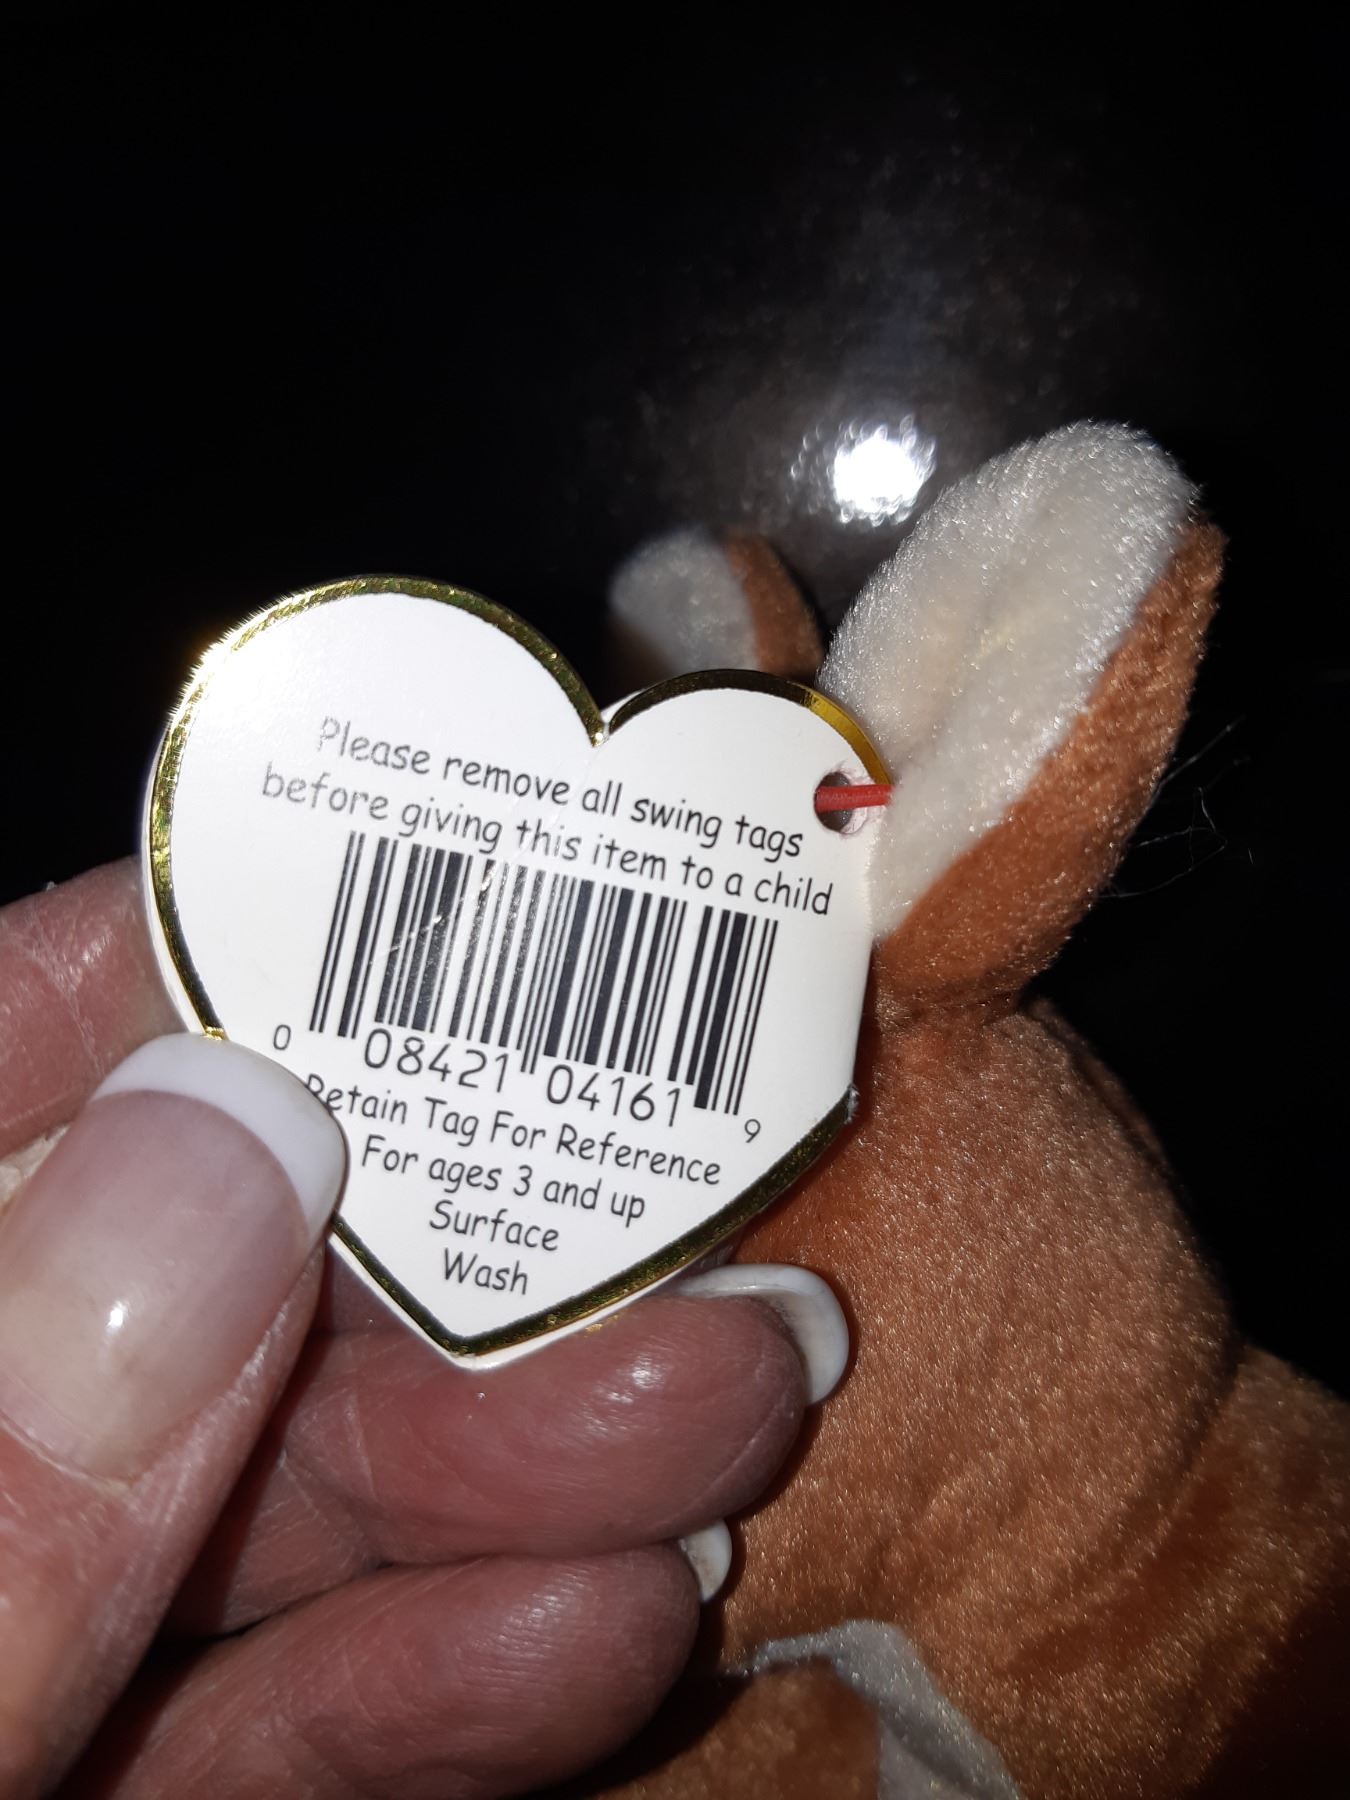 Please remove all swing tags
before giving this item to a child
0 08421 04161 9
Retain Tag For Reference
For ages 3 and up
Surface
Wash